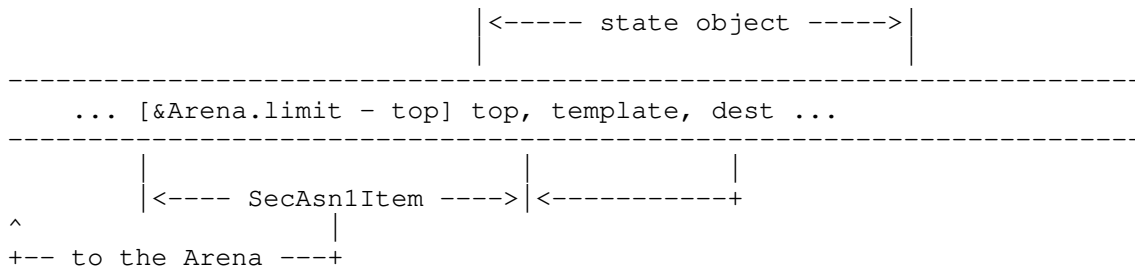 |<----- state object ----->|
| |
-----------------------------------------------------------------------
... [&Arena.limit - top] top, template, dest ...
-----------------------------------------------------------------------
| | |
|<---- SecAsn1Item ---->|<-----------+
^ |
+-- to the Arena ---+